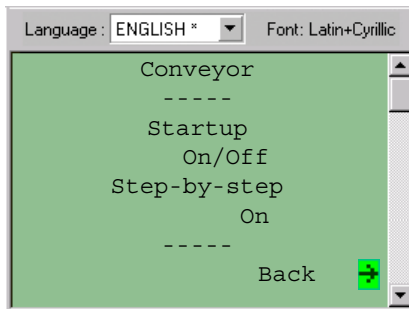 Language : ENGLISH * Font: Latin+Cyrillic
Conveyor
-----
Startup
On/Off
Step-by-step
On
-----
Back